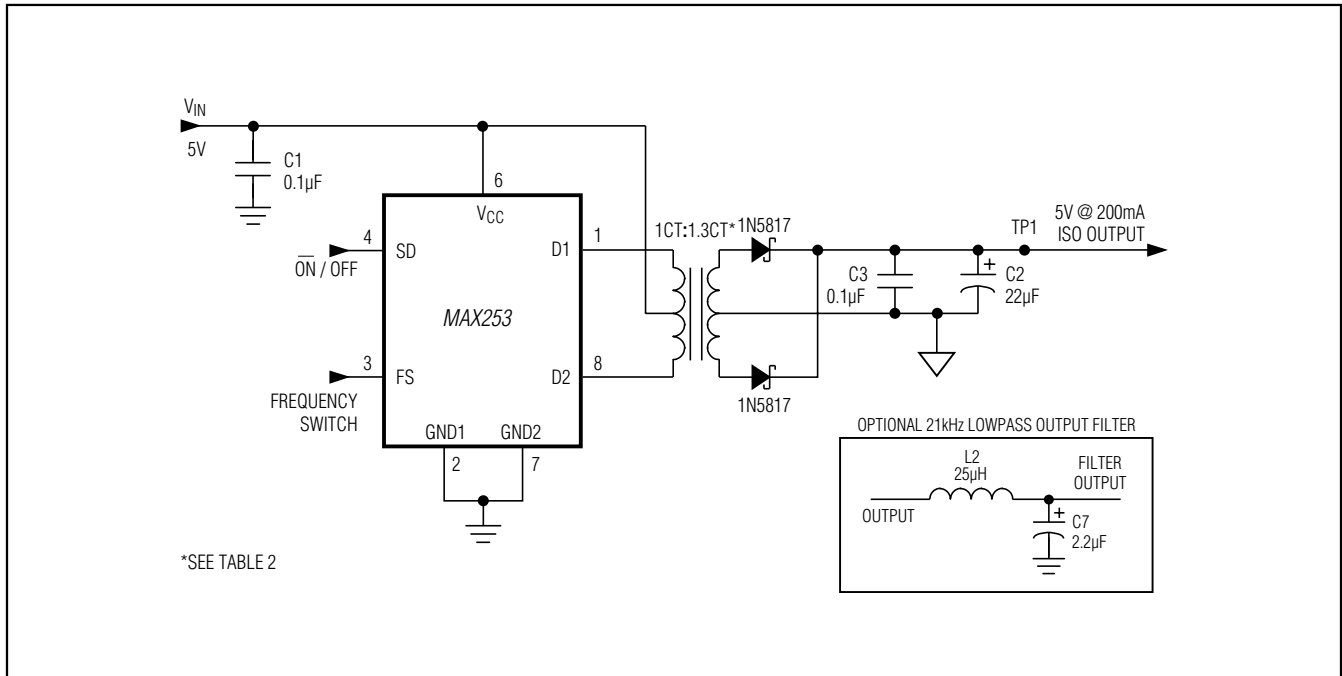 VIN
5V
C1
0.1µF
6
VCC
4
SD
ON / OFF
D1
1
MAX253
3
FS
FREQUENCY
SWITCH
D2
8
GND1
GND2
2
7
1CT:1.3CT*
1N5817
1N5817
C3
0.1µF
+
C2
22µF
TP1
5V @ 200mA
ISO OUTPUT
OPTIONAL 21kHz LOWPASS OUTPUT FILTER
L2
25µH
OUTPUT
FILTER
OUTPUT
+
C7
2.2µF
*SEE TABLE 2